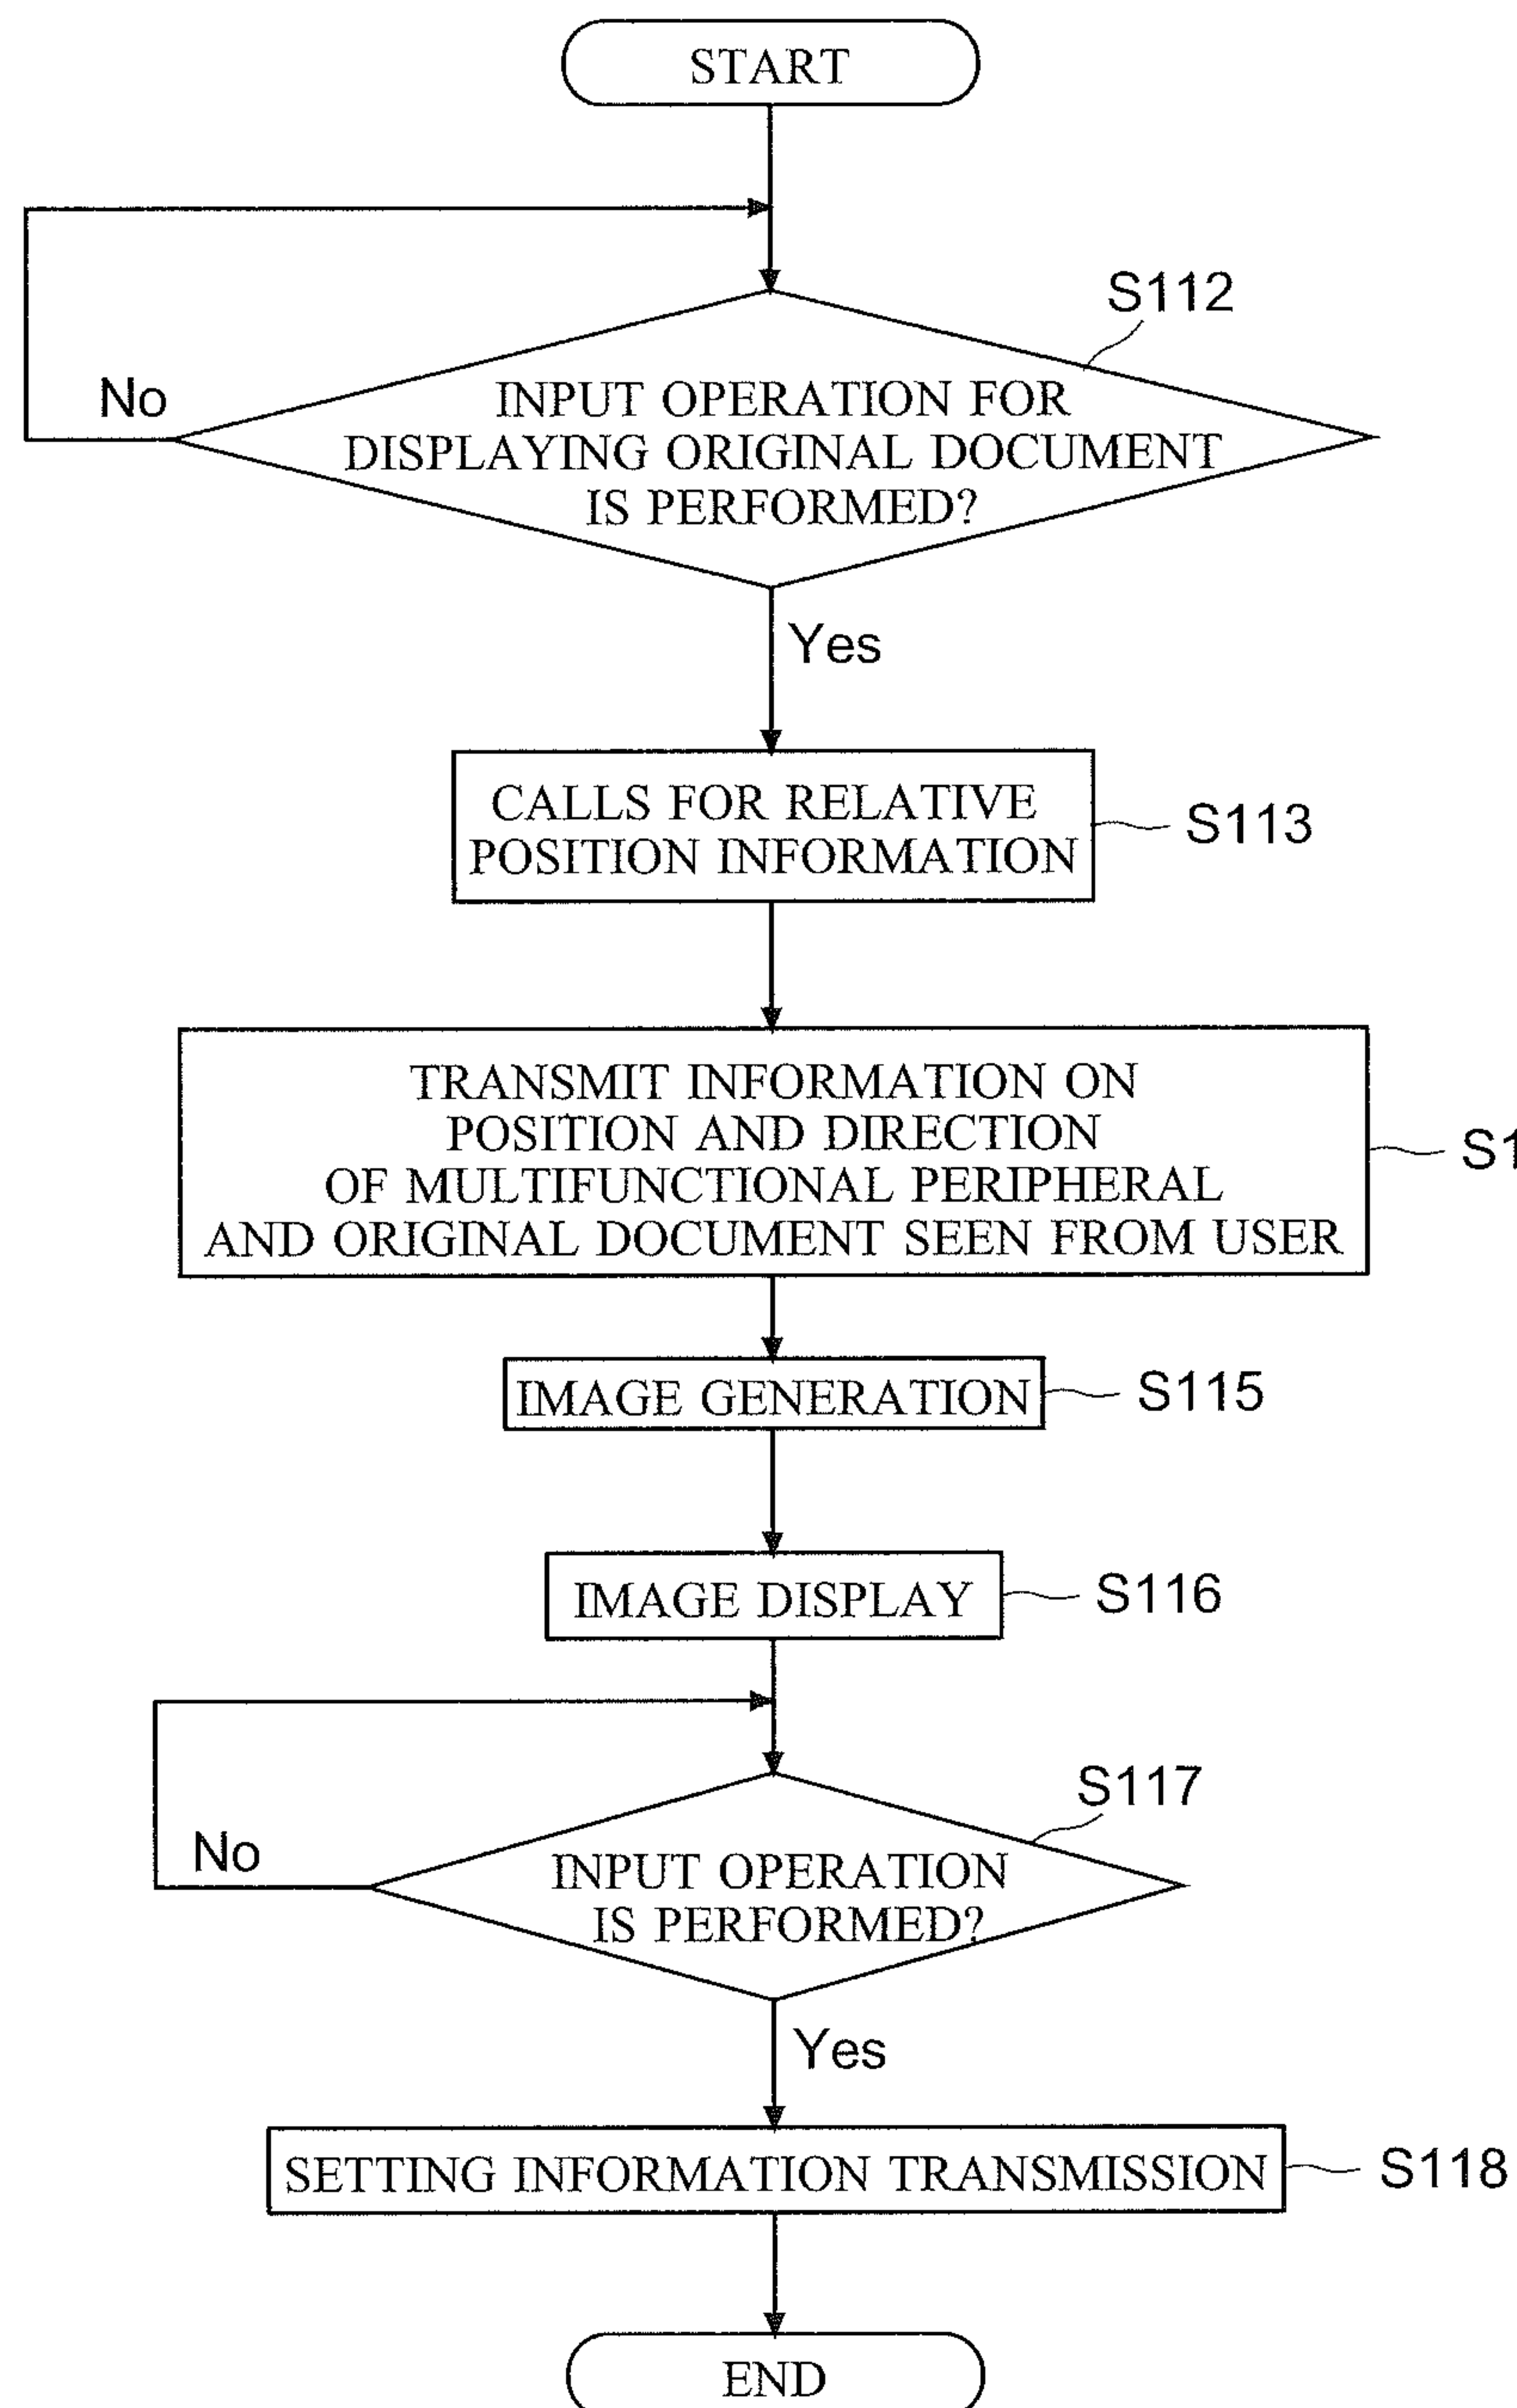 START
S112
No
INPUT OPERATION FOR
DISPLAYING ORIGINAL DOCUMENT
IS PERFORMED?
Yes
CALLS FOR RELATIVE
POSITION INFORMATION
S113
TRANSMIT INFORMATION ON
POSITION AND DIRECTION
OF MULTIFUNCTIONAL PERIPHERAL
AND ORIGINAL DOCUMENT SEEN FROM USER
IMAGE GENERATION
S115
IMAGE DISPLAY
S116
S117
No
INPUT OPERATION
IS PERFORMED?
Yes
SETTING INFORMATION TRANSMISSION
S118
END